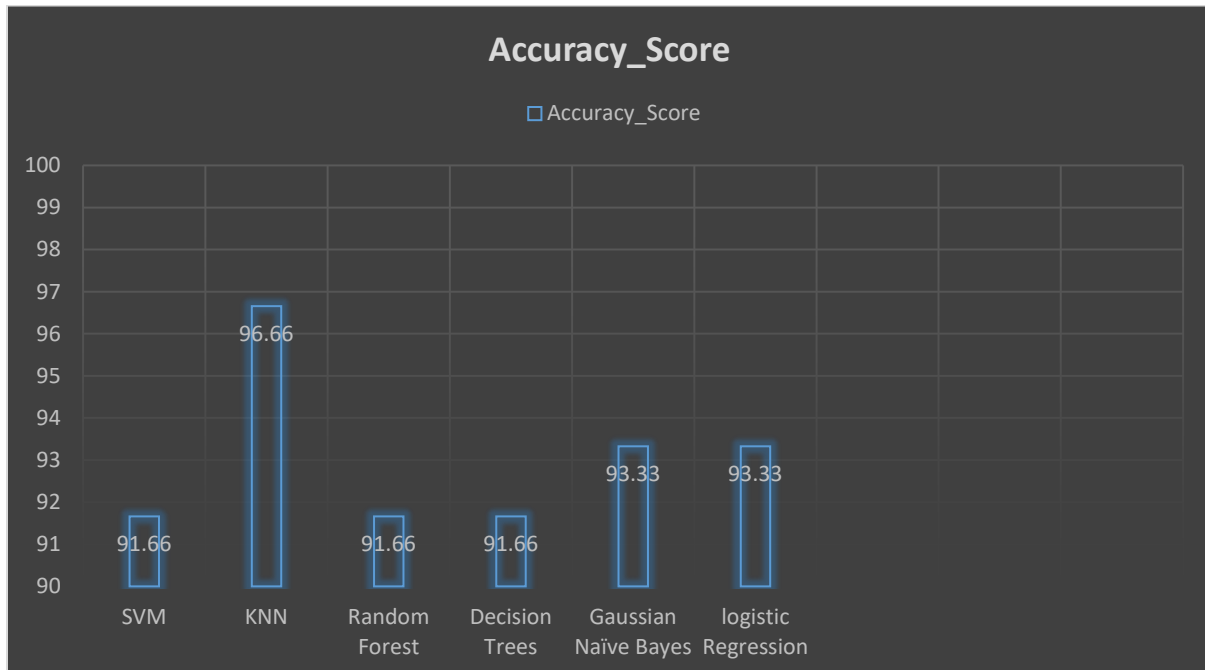 Accuracy_Score
Accuracy_Score
100
99
98
97
96
95
94
93
92
91
90
96.66
93.33
93.33
91.66
91.66
91.66
SVM
KNN
Random
Forest
Decision
Trees
Gaussian
Naïve Bayes
logistic
Regression